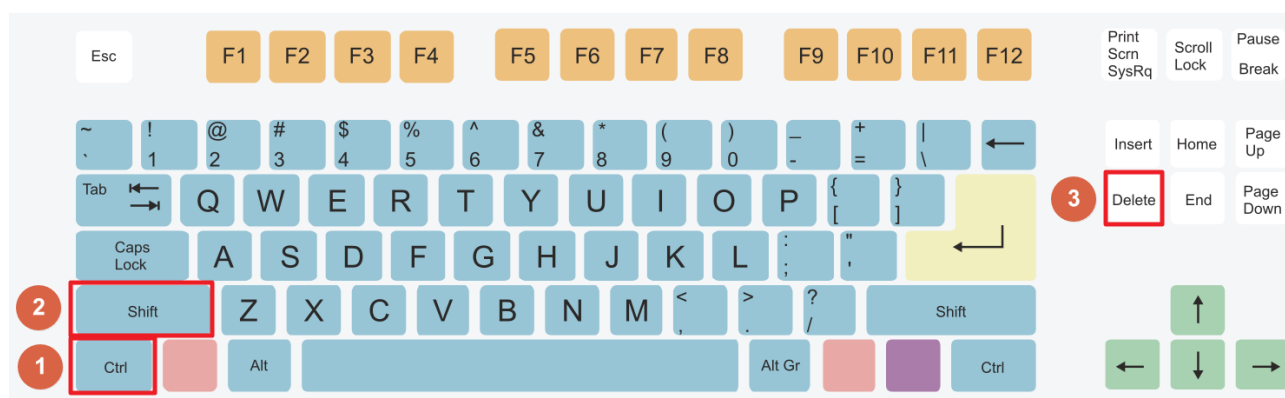 Esc F1 F2 F3 F4 F5 F6 F7 F8 F9 F10 F11 F12 Print Scrn SysRq Scroll Lock Pause Break
~ ` ! 1 @ 2 # 3 $ 4 % 5 ^ 6 & 7 * 8 ( 9 ) 0 _ - + = | \ Insert Home Page Up
Tab Q W E R T Y U I O P { [ } ] 3 Delete End Page Down
Caps Lock A S D F G H J K L : ; " '
2 Shift Z X C V B N M < , > . ? / Shift
1 Ctrl Alt Alt Gr Ctrl